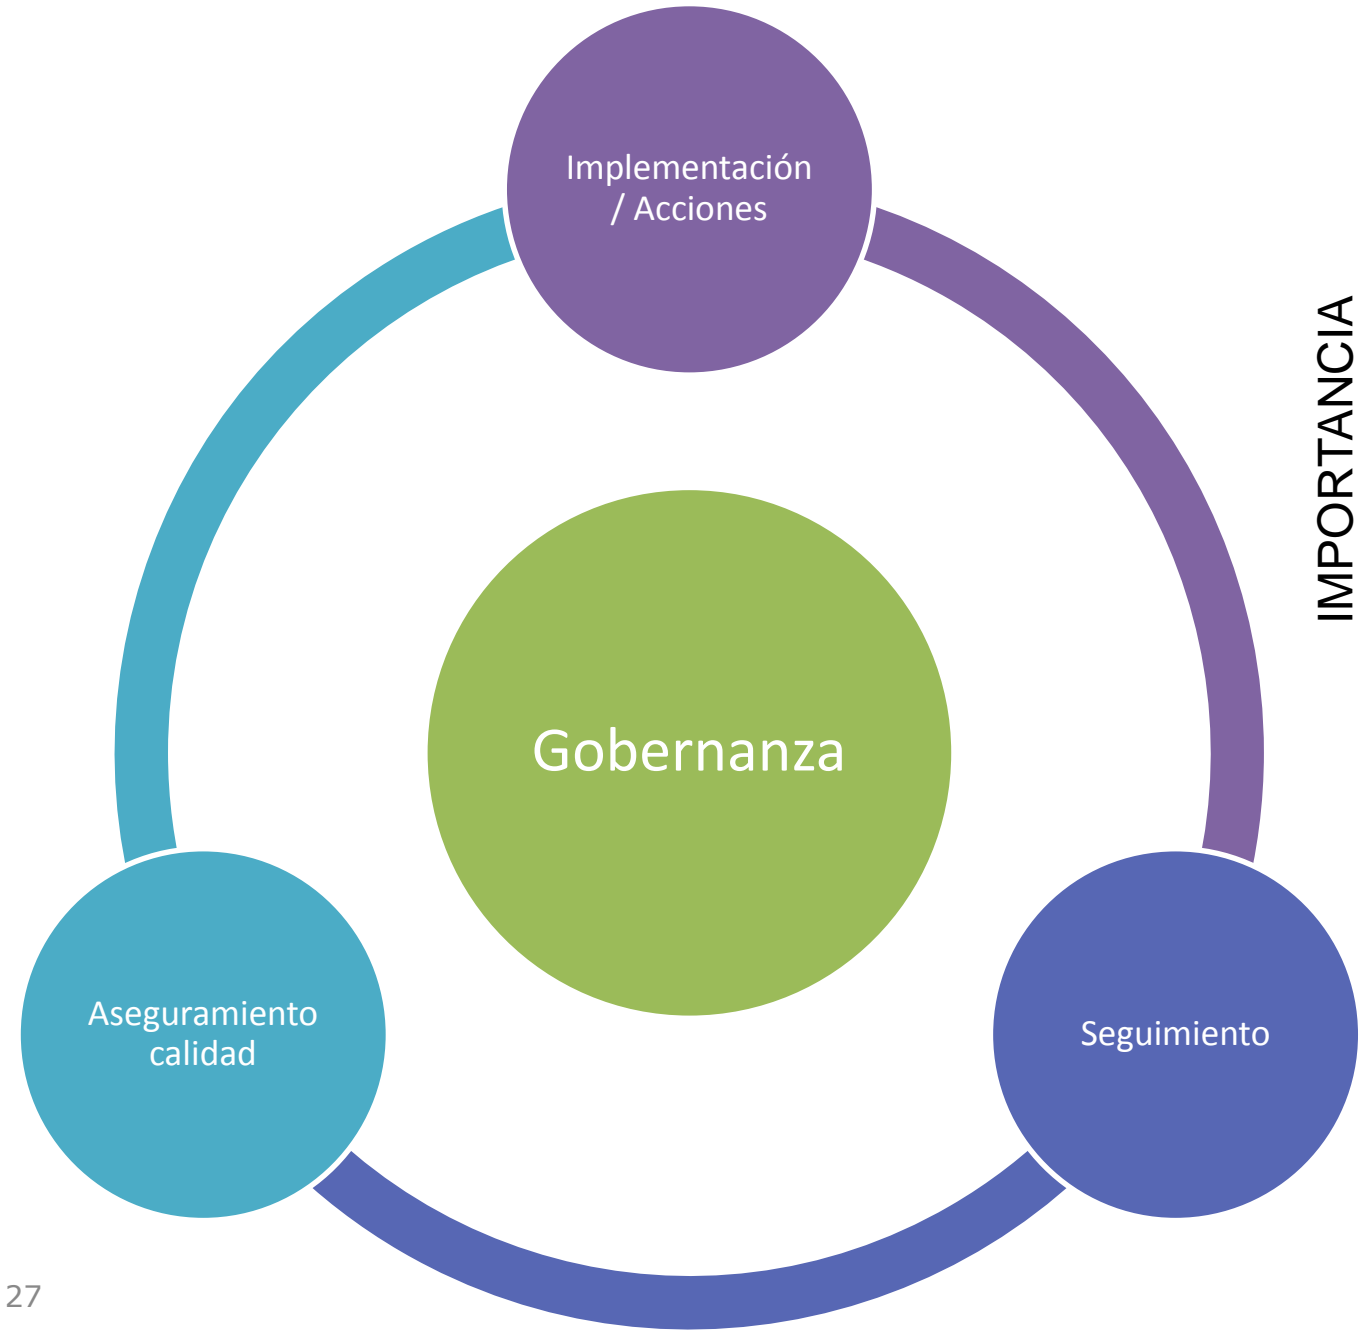 Implementación
/ Acciones
IMPORTANCIA
Gobernanza
Aseguramiento
calidad
Seguimiento
27